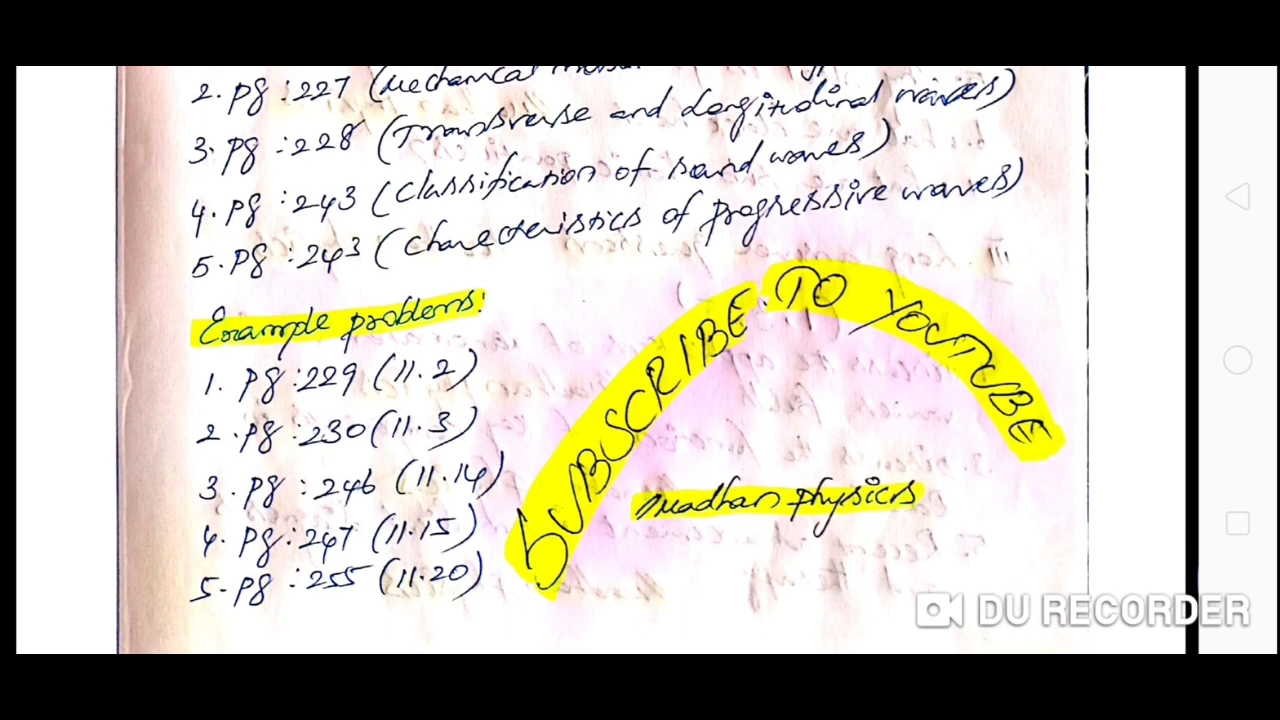 2. Pg : 227 (Mechanical
3. Pg : 228 (Transverse and Longitudinal waves)
4. Pg : 243 (Classification of sound waves)
5. Pg : 243 (Characteristics of progressive waves)
Example problems:
1. Pg : 229 (11.2)
2. Pg : 230 (11.3)
3. Pg : 246 (11.14)
4. Pg : 247 (11.15)
5. Pg : 255 (11.20)
SUBSCRIBE TO YOUTUBE
Madhan physics
DU RECORDER